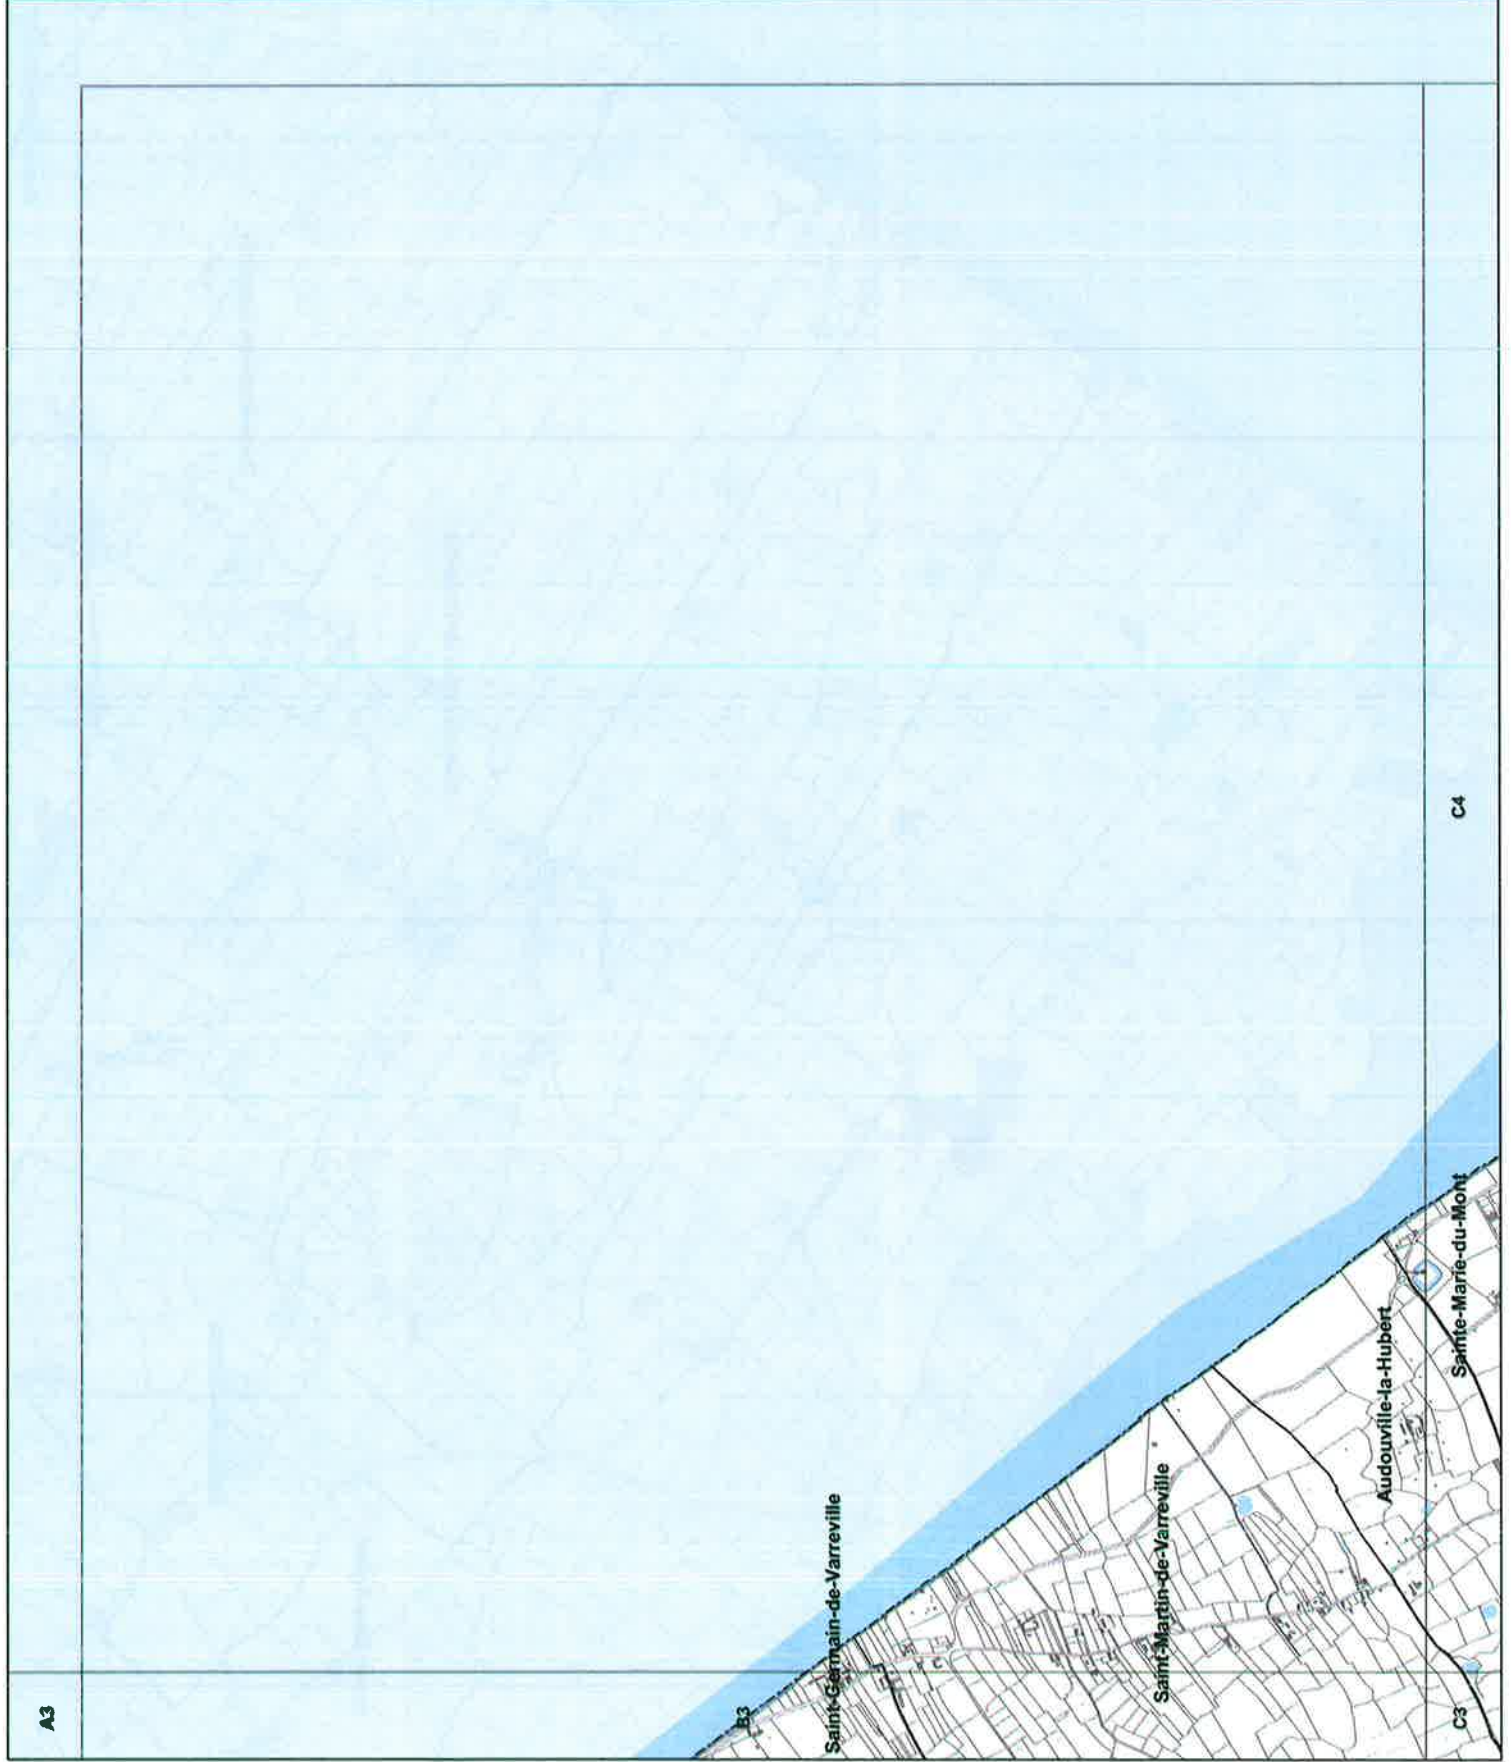 A3
B3
Saint-Germain-de-Varreville
Saint-Martin-de-Varreville
Audouville-la-Hubert
Sainte-Marie-du-Mont
C3
C4